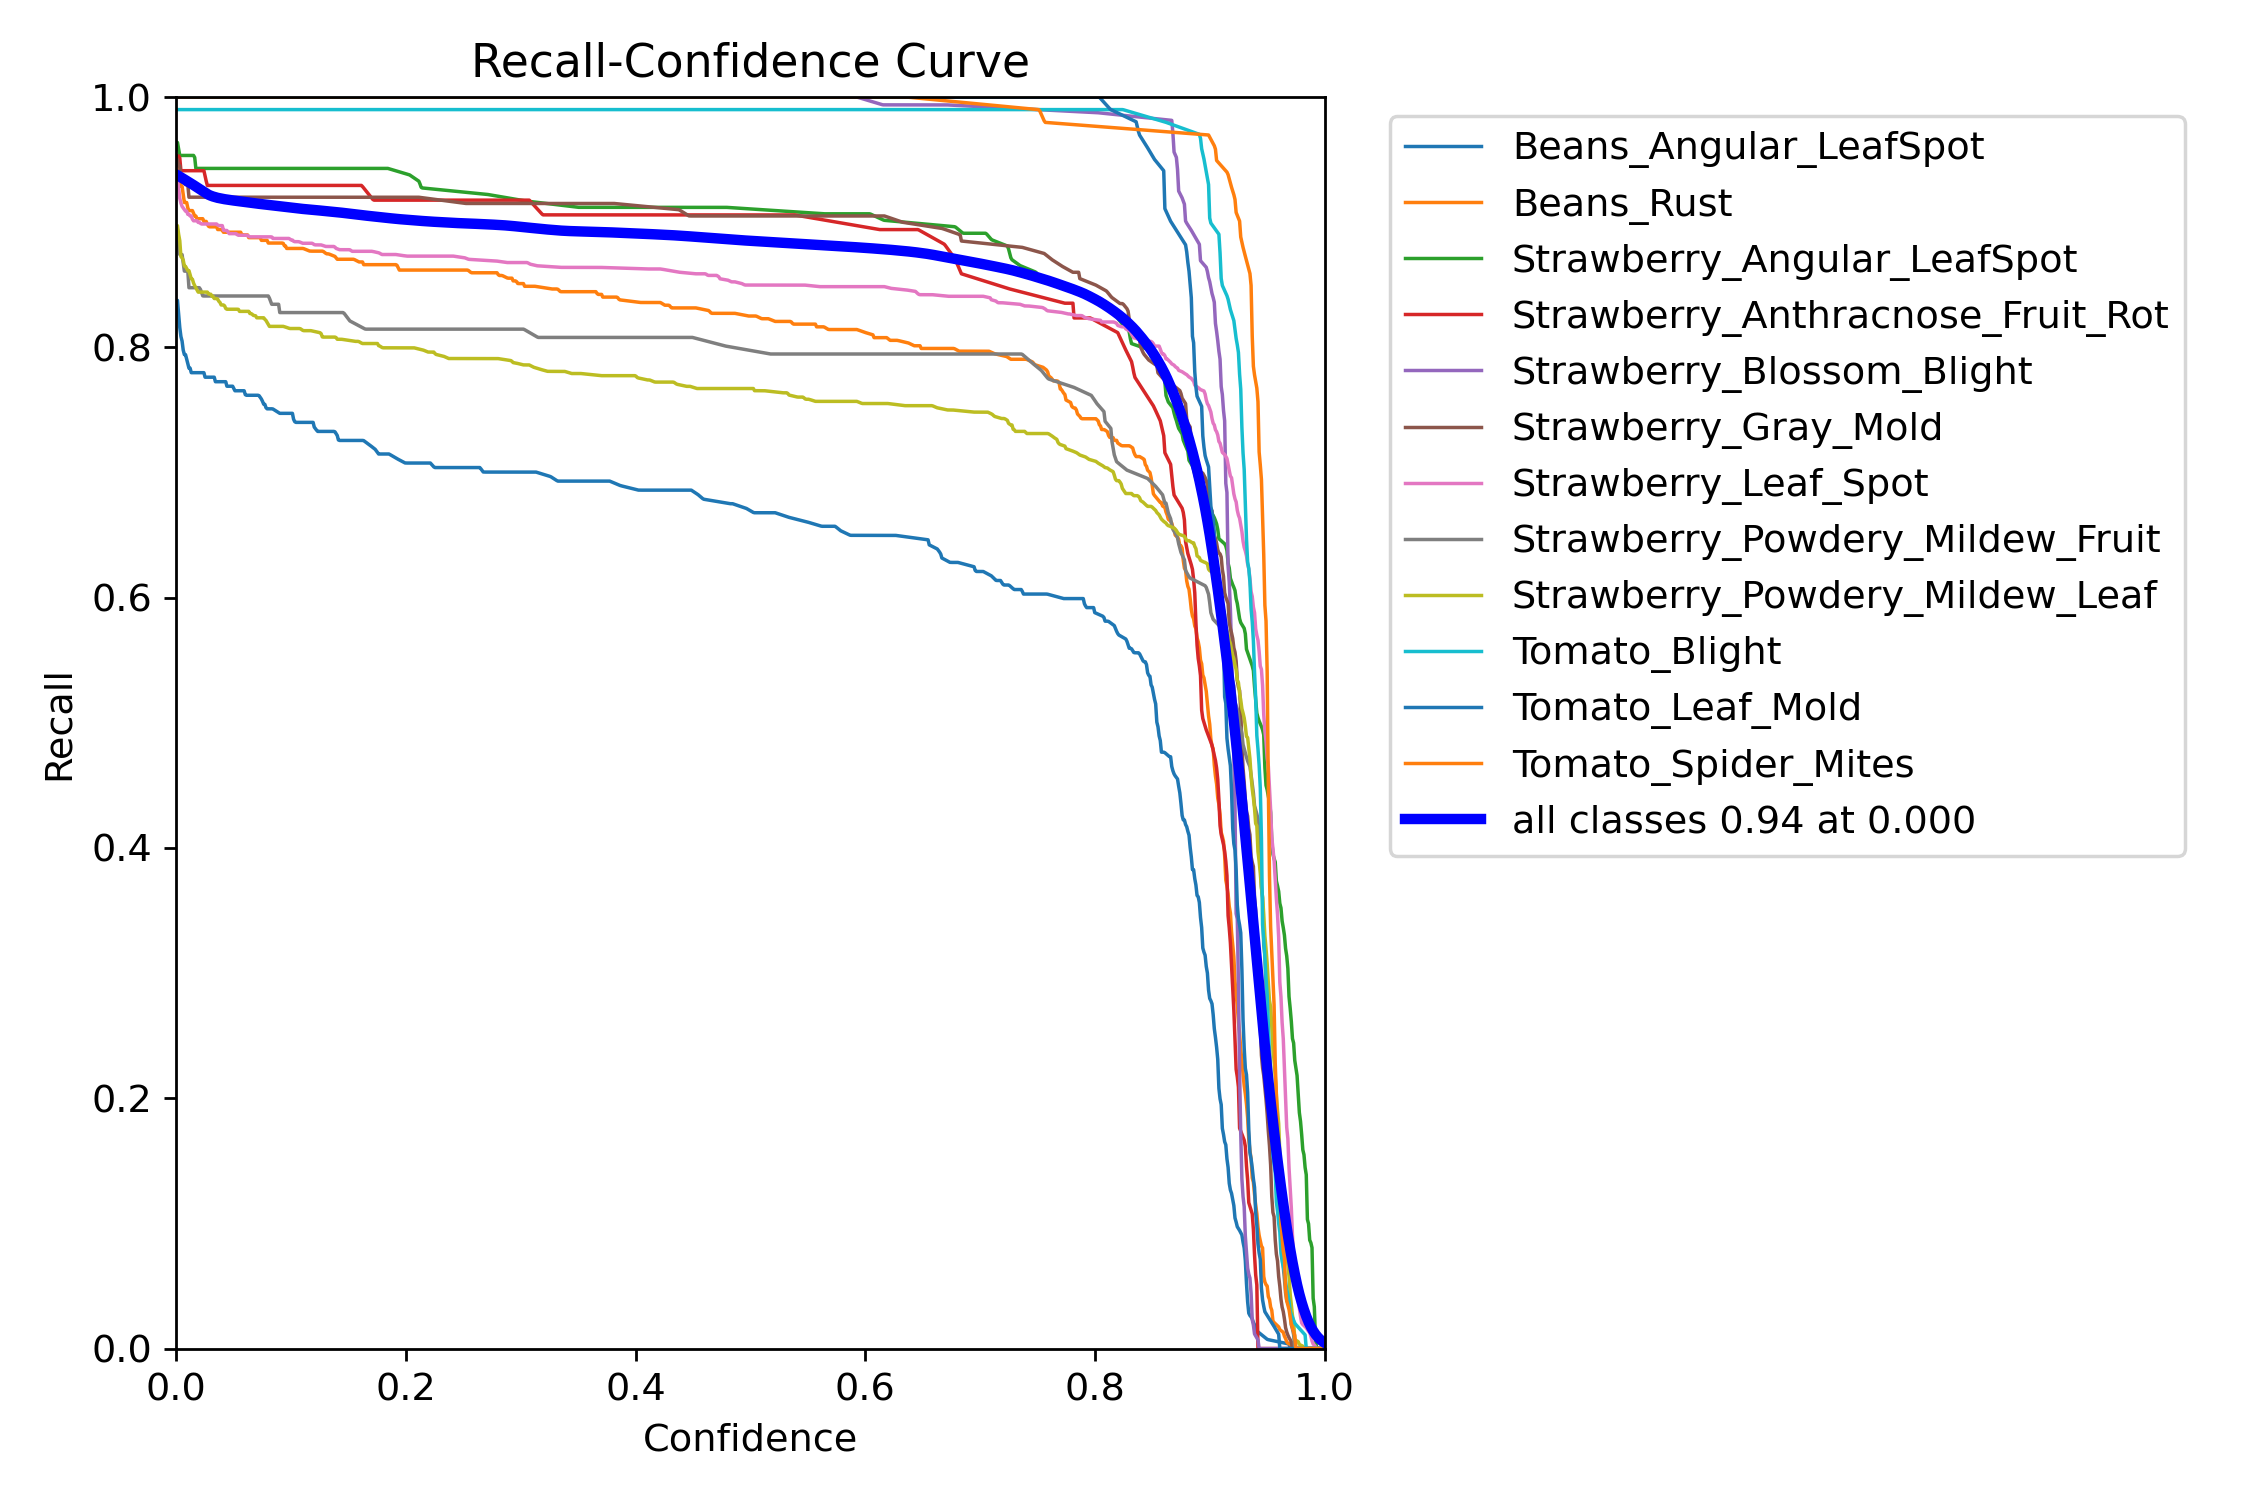 Recall-Confidence Curve
1.0
0.8
0.6
0.4
0.2
0.0
Recall
0.0 0.2 0.4 0.6 0.8 1.0
Confidence
Beans_Angular_LeafSpot
Beans_Rust
Strawberry_Angular_LeafSpot
Strawberry_Anthracnose_Fruit_Rot
Strawberry_Blossom_Blight
Strawberry_Gray_Mold
Strawberry_Leaf_Spot
Strawberry_Powdery_Mildew_Fruit
Strawberry_Powdery_Mildew_Leaf
Tomato_Blight
Tomato_Leaf_Mold
Tomato_Spider_Mites
all classes 0.94 at 0.000